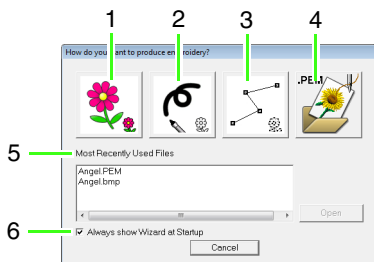 1 2 3 4
How do you want to produce embroidery?
.PEM
5 Most Recently Used Files
Angel.PEM
Angel.bmp
Open
6 Always show Wizard at Startup
Cancel